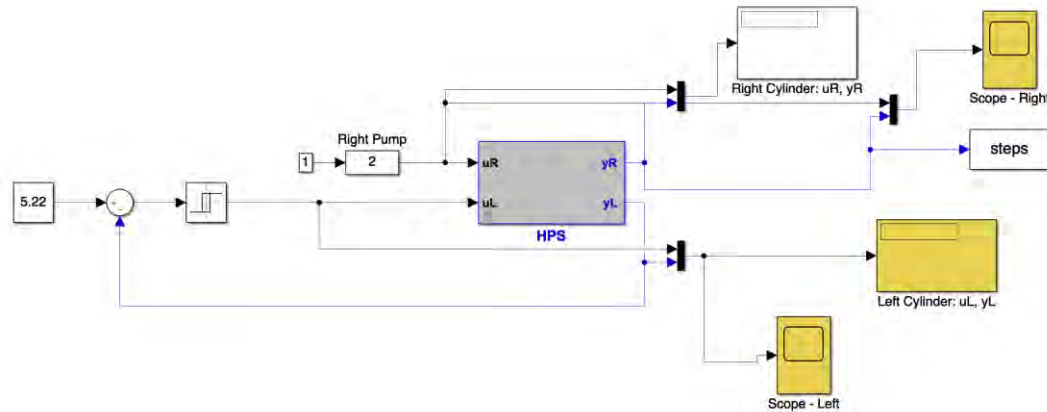 Right Cylinder: uR, yR
Scope - Right
Right Pump
1
2
uR
yR
steps
5.22
+
-
uL
yL
HPS
Left Cylinder: uL, yL
Scope - Left